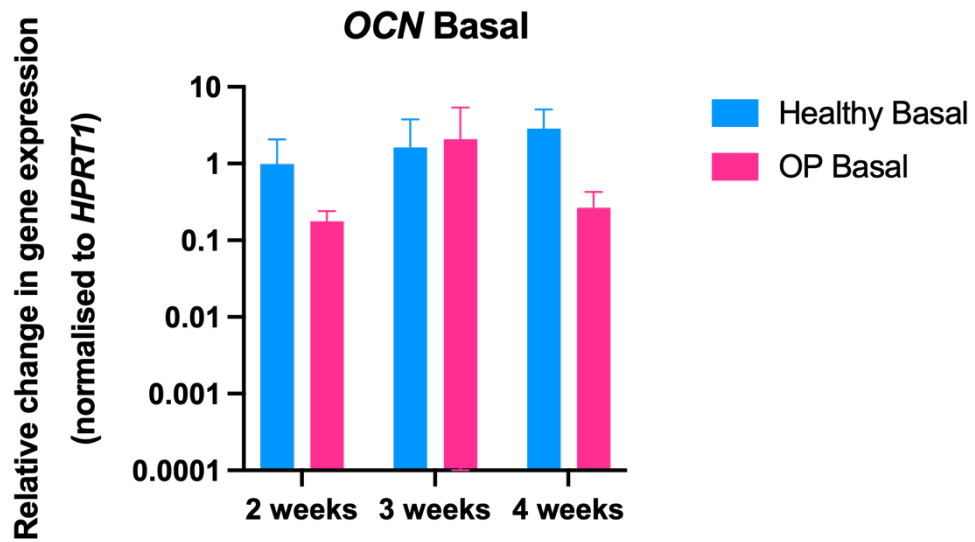 OCN Basal
Relative change in gene expression
(normalised to HPRT1)
10
1
0.1
0.01
0.001
0.0001
2 weeks 3 weeks 4 weeks
Healthy Basal
OP Basal